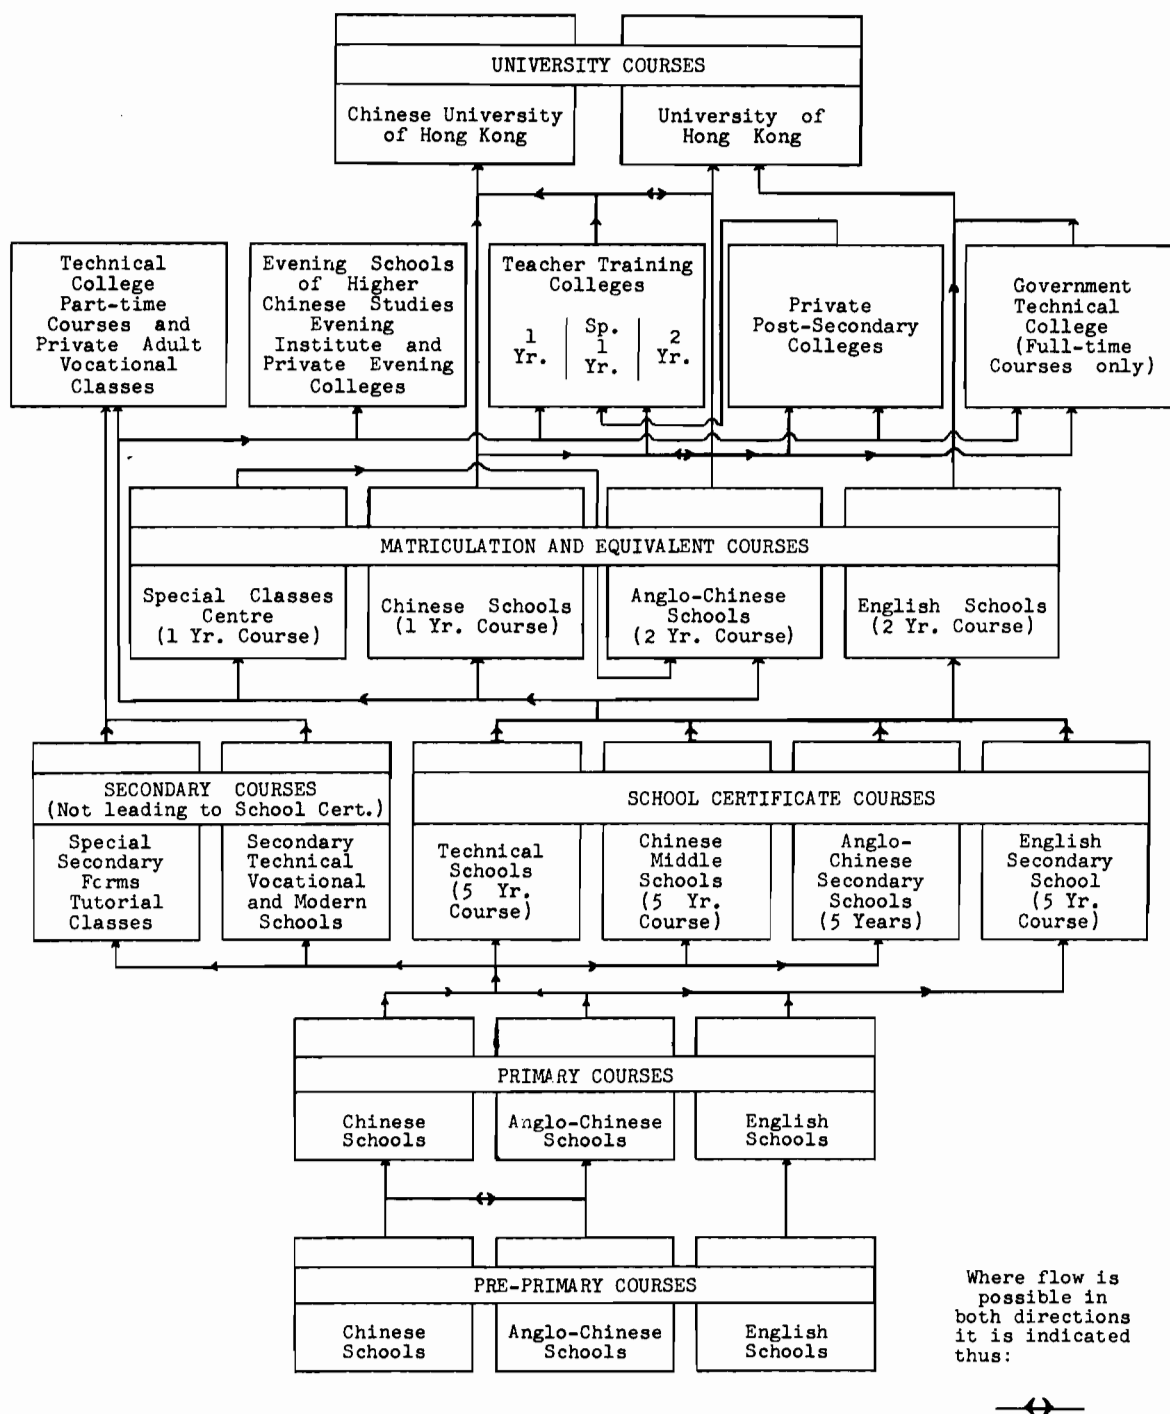 UNIVERSITY COURSES
Chinese University
of Hong Kong
University of
Hong Kong
Technical
College
Part-time
Courses and
Private Adult
Vocational
Classes
Evening Schools
of Higher
Chinese Studies
Evening
Institute and
Private Evening
Colleges
Teacher Training
Colleges
1
Yr.
Sp.
1
Yr.
2
Yr.
Private
Post-Secondary
Colleges
Government
Technical
College
(Full-time
Courses only)
MATRICULATION AND EQUIVALENT COURSES
Special Classes
Centre
(1 Yr. Course)
Chinese Schools
(1 Yr. Course)
Anglo-Chinese
Schools
(2 Yr. Course)
English Schools
(2 Yr. Course)
SECONDARY COURSES
(Not leading to School Cert.)
Special
Secondary
Forms
Tutorial
Classes
Secondary
Technical
Vocational
and Modern
Schools
SCHOOL CERTIFICATE COURSES
Technical
Schools
(5 Yr.
Course)
Chinese
Middle
Schools
(5 Yr.
Course)
Anglo-
Chinese
Secondary
Schools
(5 Years)
English
Secondary
School
(5 Yr.
Course)
PRIMARY COURSES
Chinese
Schools
Anglo-Chinese
Schools
English
Schools
PRE-PRIMARY COURSES
Chinese
Schools
Anglo-Chinese
Schools
English
Schools
Where flow is
possible in
both directions
it is indicated
thus: